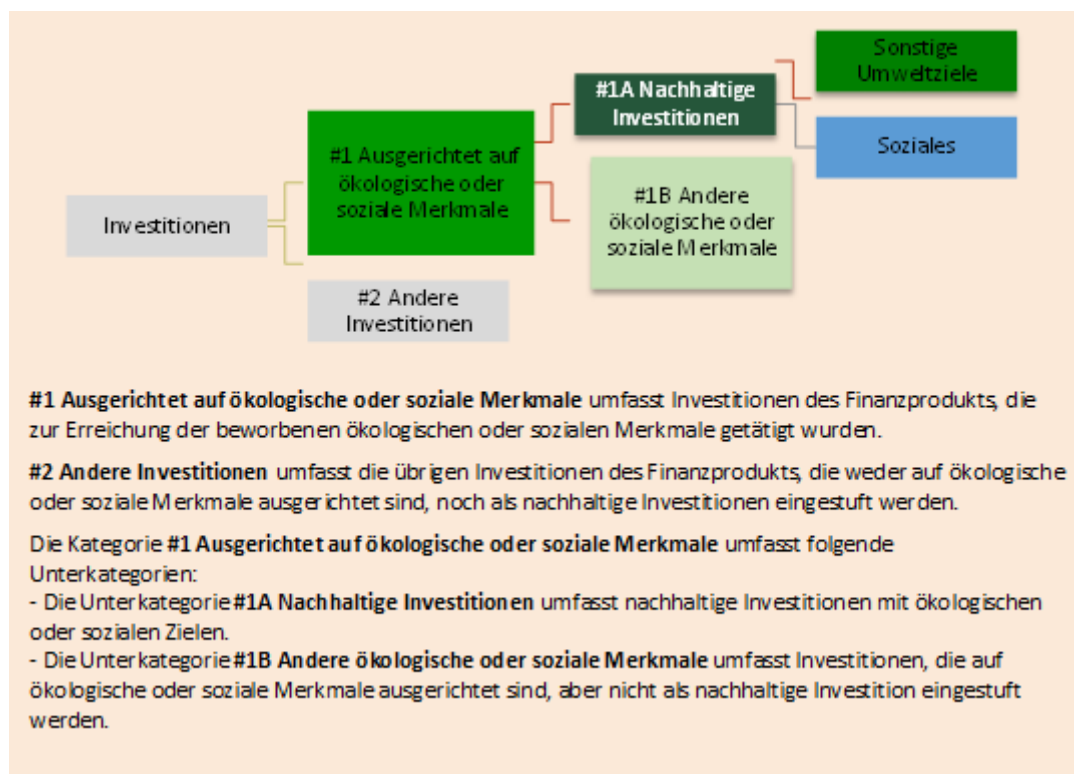 Sonstige
Umweltziele
#1A Nachhaltige
Investitionen
Soziales
#1 Ausgerichtet auf
ökologische oder
soziale Merkmale
#1B Andere
ökologische oder
soziale Merkmale
Investitionen
#2 Andere
Investitionen
#1 Ausgerichtet auf ökologische oder soziale Merkmale umfasst Investitionen des Finanzprodukts, die
zur Erreichung der beworbenen ökologischen oder sozialen Merkmale getätigt wurden.
#2 Andere Investitionen umfasst die übrigen Investitionen des Finanzprodukts, die weder auf ökologische
oder soziale Merkmale ausgerichtet sind, noch als nachhaltige Investitionen eingestuft werden.
Die Kategorie #1 Ausgerichtet auf ökologische oder soziale Merkmale umfasst folgende
Unterkategorien:
- Die Unterkategorie #1A Nachhaltige Investitionen umfasst nachhaltige Investitionen mit ökologischen
oder sozialen Zielen.
- Die Unterkategorie #1B Andere ökologische oder soziale Merkmale umfasst Investitionen, die auf
ökologische oder soziale Merkmale ausgerichtet sind, aber nicht als nachhaltige Investition eingestuft
werden.